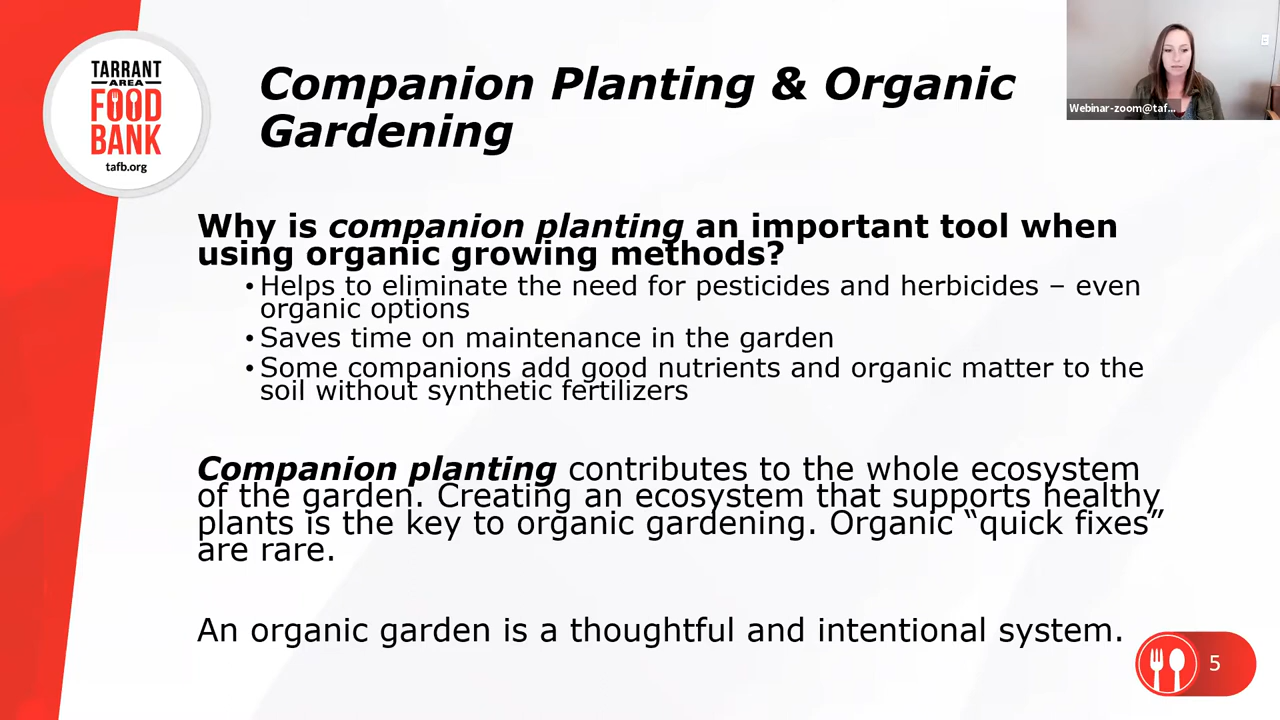 TARRANT
AREA
FOOD
BANK
tafb.org
Companion Planting & Organic
Gardening
Webinar-zoom@taf...
Why is companion planting an important tool when
using organic growing methods?
• Helps to eliminate the need for pesticides and herbicides – even
organic options
• Saves time on maintenance in the garden
• Some companions add good nutrients and organic matter to the
soil without synthetic fertilizers
Companion planting contributes to the whole ecosystem
of the garden. Creating an ecosystem that supports healthy
plants is the key to organic gardening. Organic “quick fixes”
are rare.
An organic garden is a thoughtful and intentional system.
5